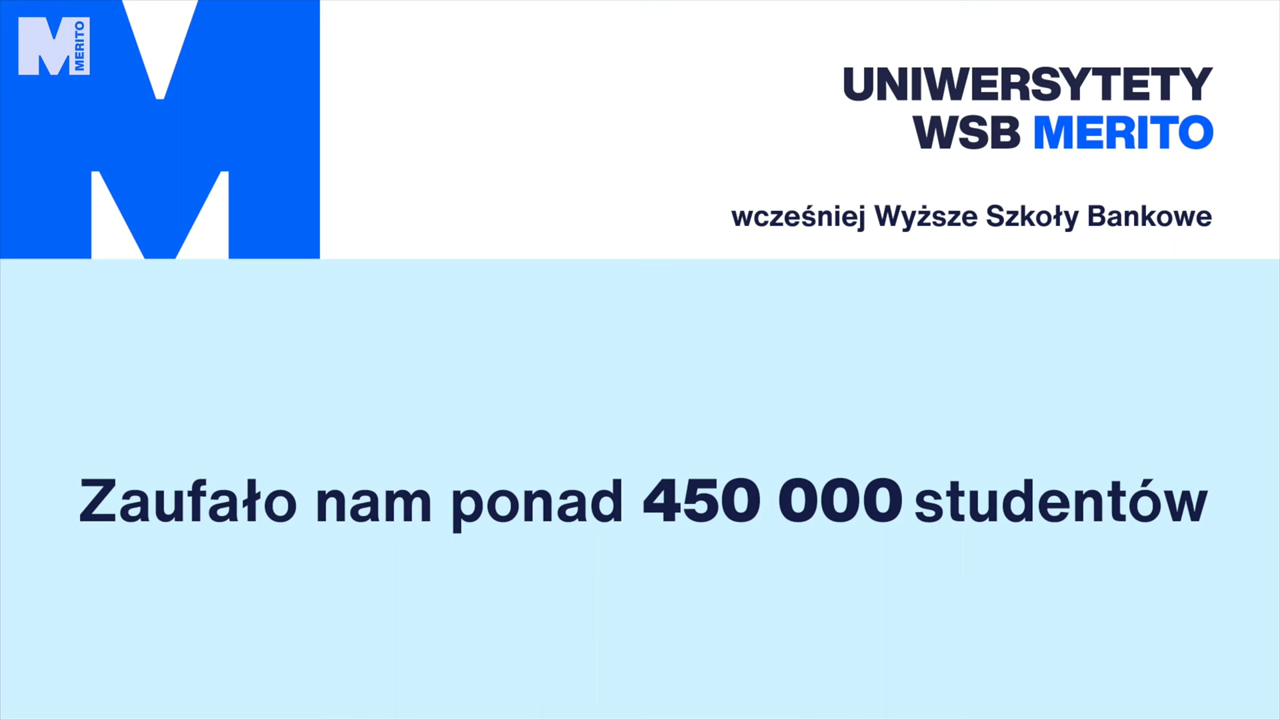 M MERITO
UNIWERSYTETY
WSB MERITO
wcześniej Wyższe Szkoły Bankowe
Zaufało nam ponad 450 000 studentów